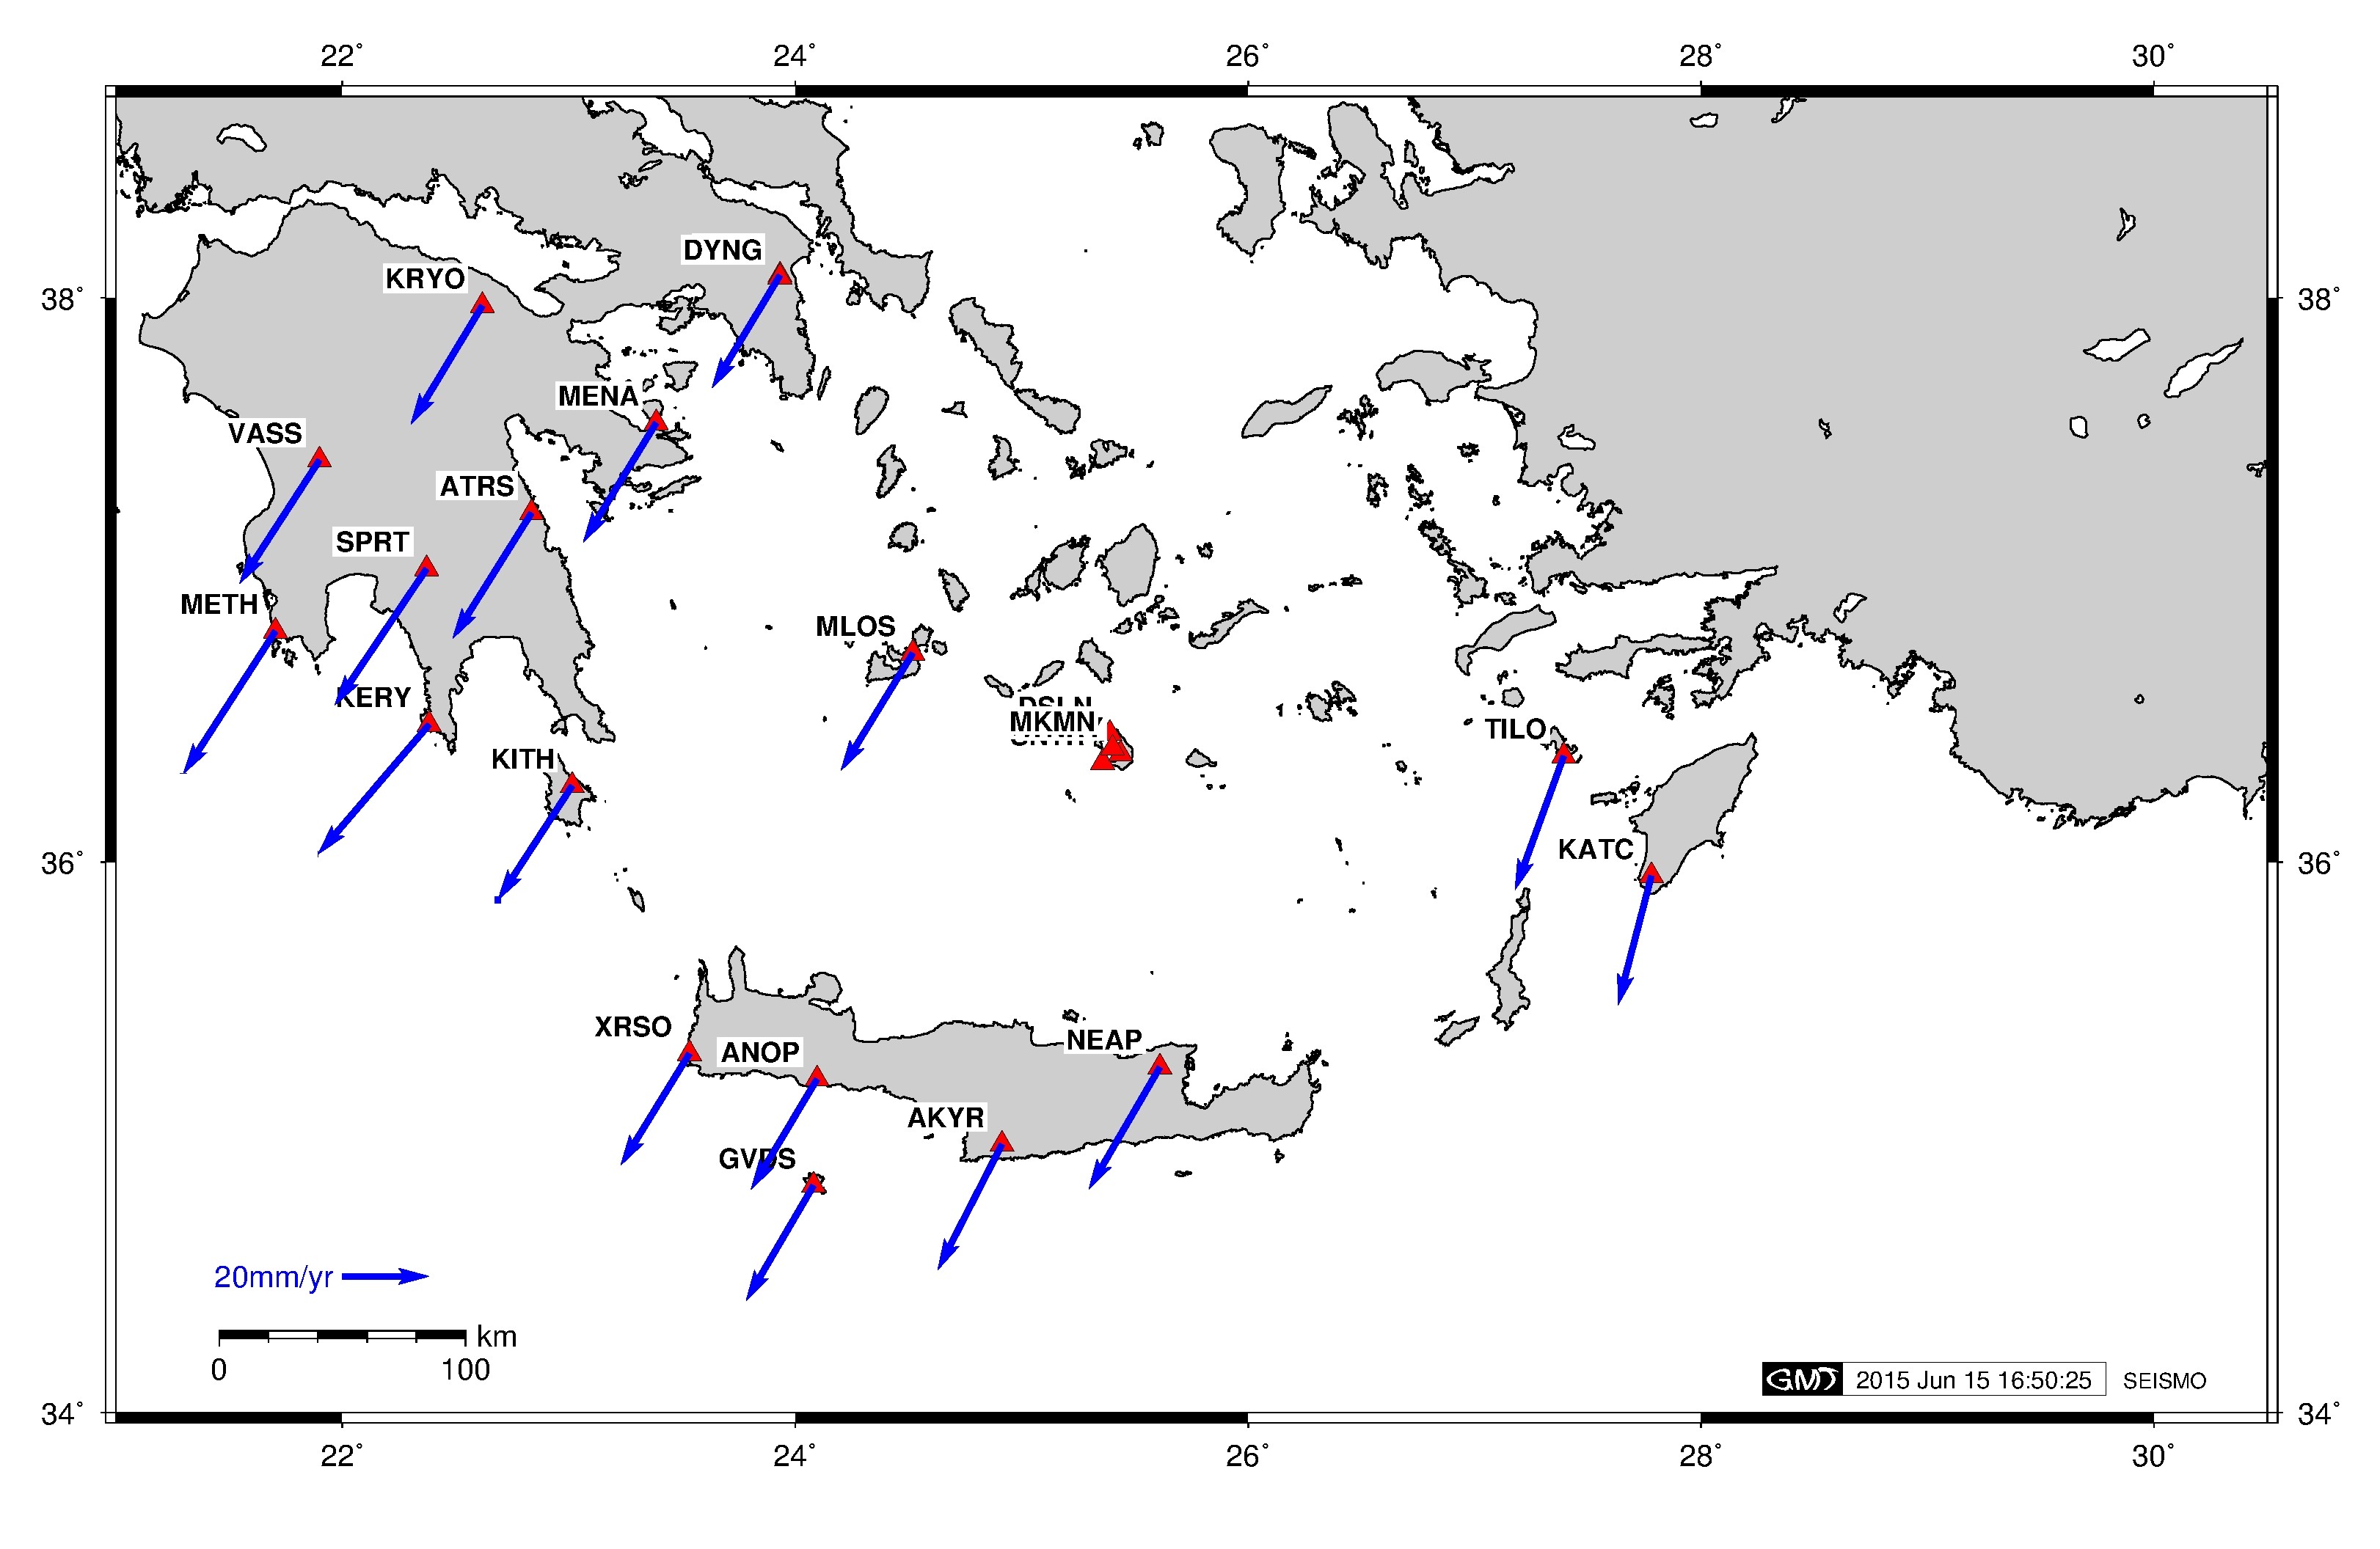 22° 24° 26° 28° 30°
DYNG
KRYO
38° 38°
MENA
VASS
ATRS
SPRT
METH
MLOS
KERY
DSLN
MKMN
TILO
KITH
KATC
36° 36°
XRSO
NEAP
ANOP
AKYR
GVDS
20mm/yr
km
0 100
GMT 2015 Jun 15 16:50:25 SEISMO
34° 34°
22° 24° 26° 28° 30°